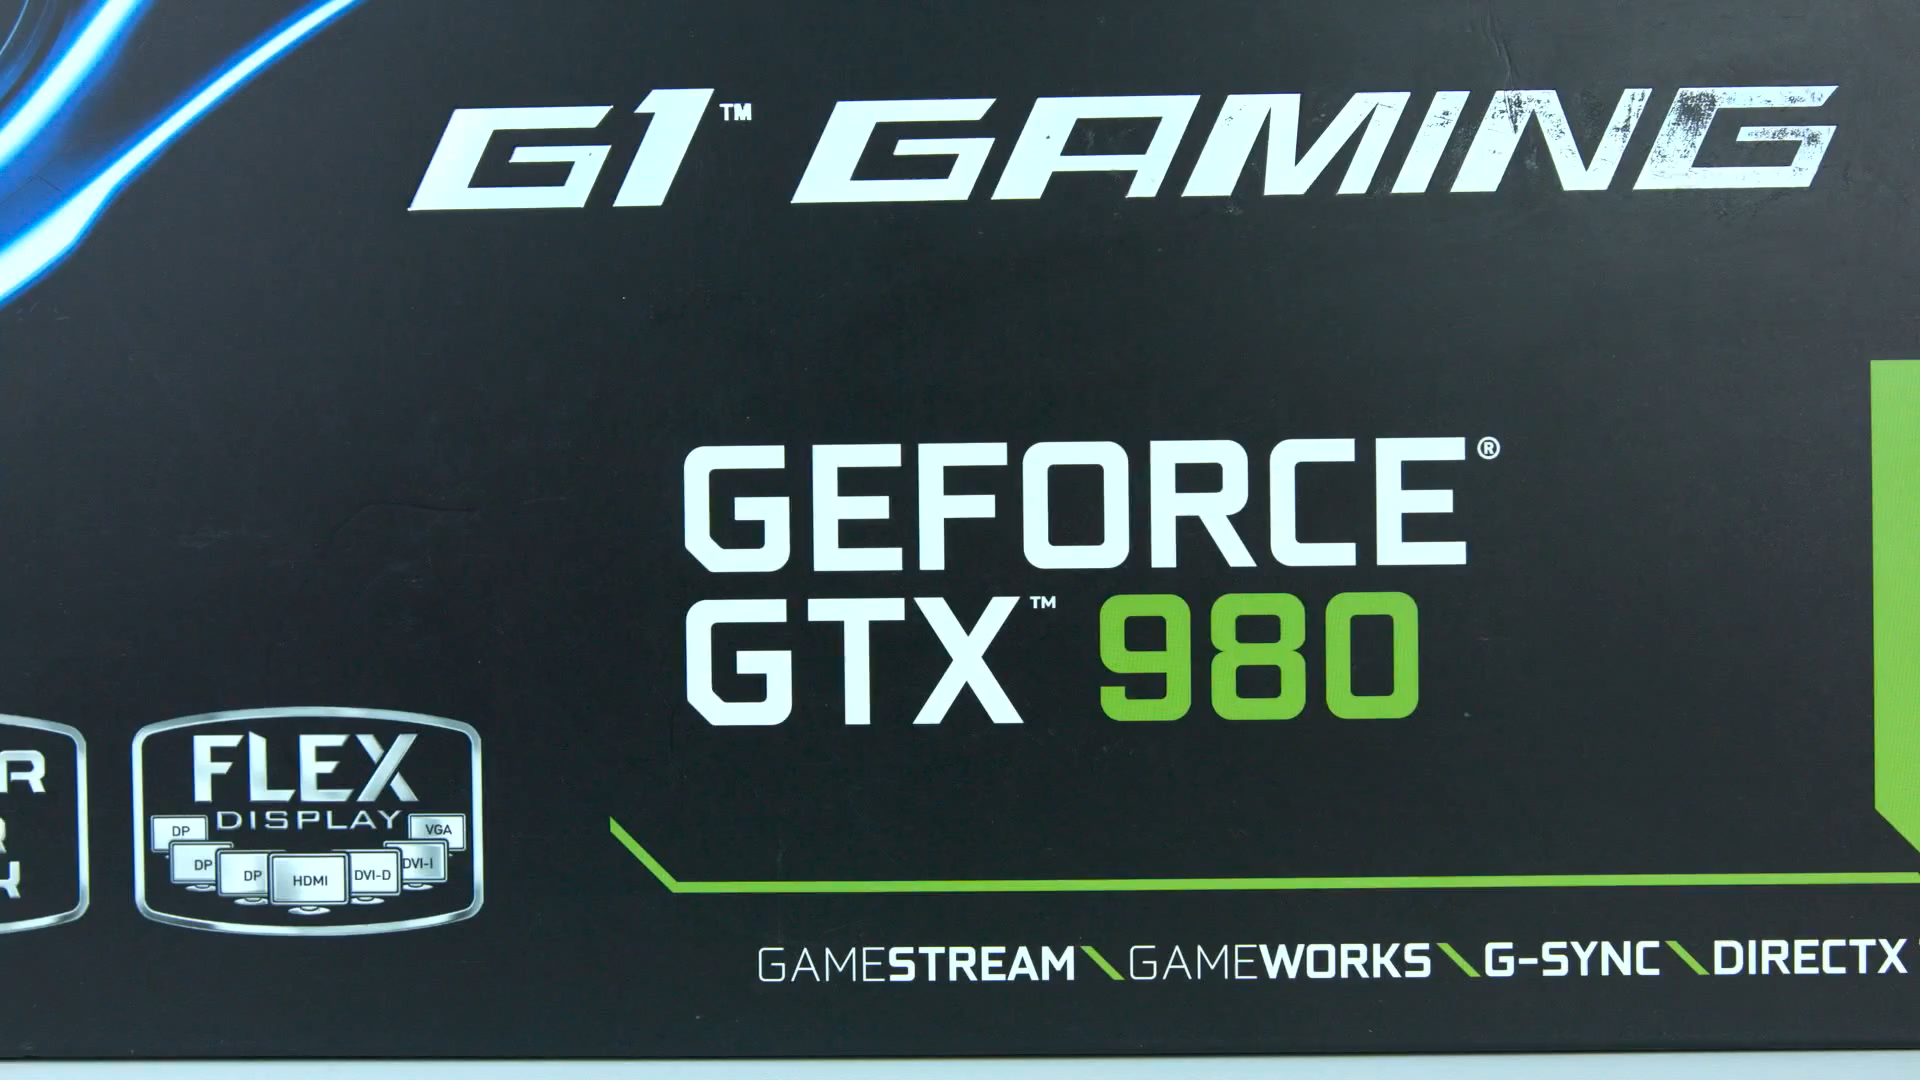 G1™ GAMING
GEFORCE®
GTX™ 980
FLEX
DISPLAY
DP
VGA
DP
DVI-I
DP
HDMI
DVI-D
GAMESTREAM\GAMEWORKS\G-SYNC\DIRECTX